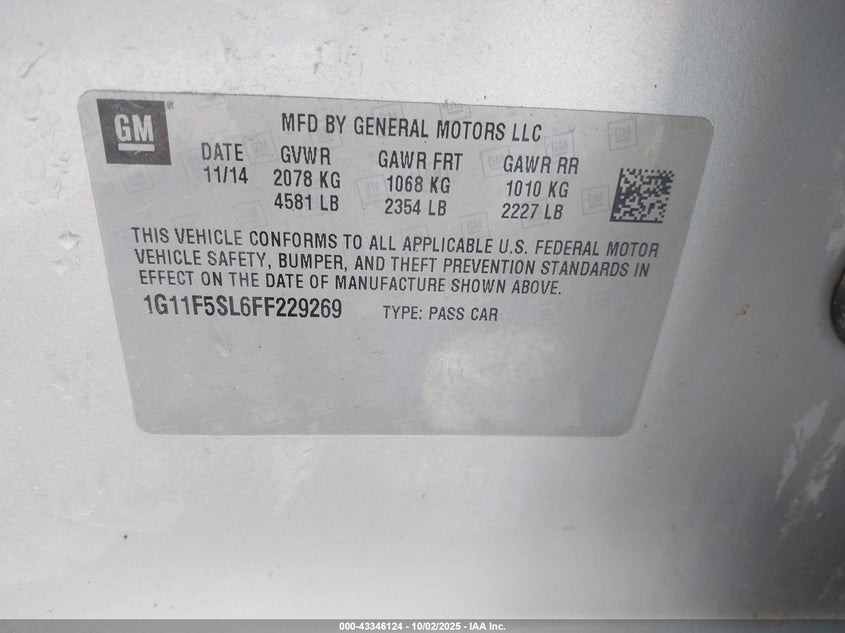 GM ®
MFD BY GENERAL MOTORS LLC
DATE GVWR GAWR FRT GAWR RR
11/14 2078 KG 1068 KG 1010 KG
4581 LB 2354 LB 2227 LB
THIS VEHICLE CONFORMS TO ALL APPLICABLE U.S. FEDERAL MOTOR
VEHICLE SAFETY, BUMPER, AND THEFT PREVENTION STANDARDS IN
EFFECT ON THE DATE OF MANUFACTURE SHOWN ABOVE.
1G11F5SL6FF229269 TYPE: PASS CAR
000-43346124 - 10/02/2025 - IAA Inc.